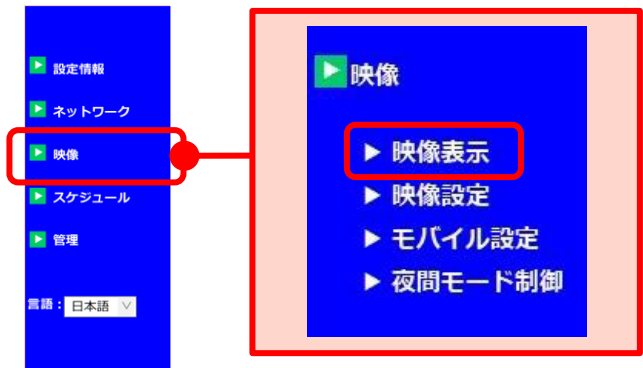 設定情報
ネットワーク
映像
スケジュール
管理
言語：日本語
映像
映像表示
映像設定
モバイル設定
夜間モード制御